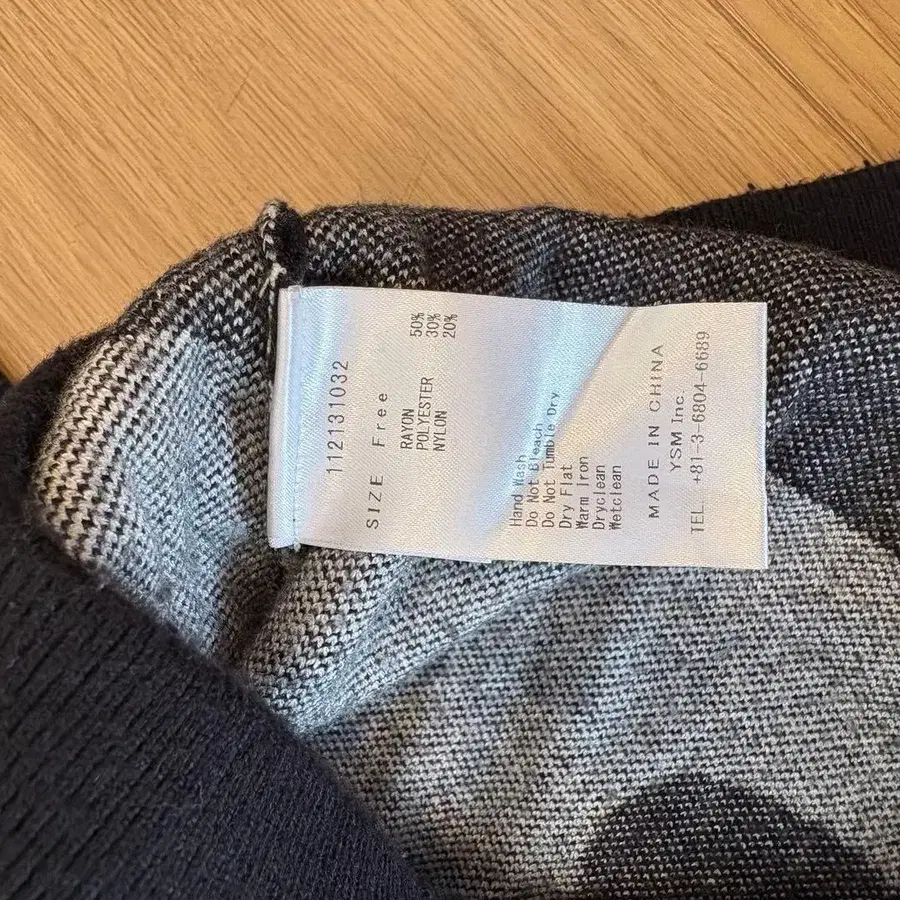 112131032
SIZE Free
RAYON 50%
POLYESTER 30%
NYLON 20%
Hand Wash
Do Not Bleach
Do Not Tumble Dry
Dry Flat
Warm Iron
Dryclean
Wetclean
MADE IN CHINA
YSM Inc.
TEL. +81-3-6804-6689